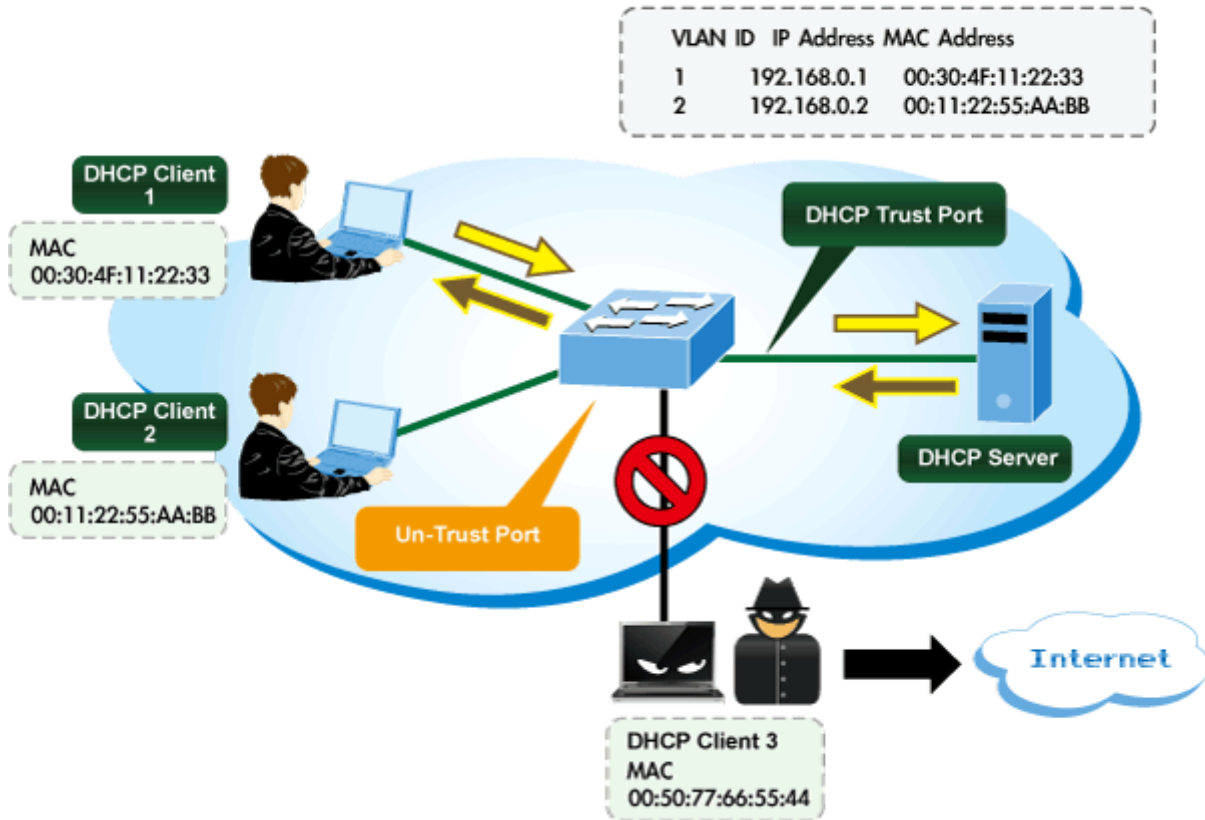 VLAN ID IP Address MAC Address
1 192.168.0.1 00:30:4F:11:22:33
2 192.168.0.2 00:11:22:55:AA:BB
DHCP Client
1
MAC
00:30:4F:11:22:33
DHCP Trust Port
DHCP Client
2
MAC
00:11:22:55:AA:BB
DHCP Server
Un-Trust Port
Internet
DHCP Client 3
MAC
00:50:77:66:55:44